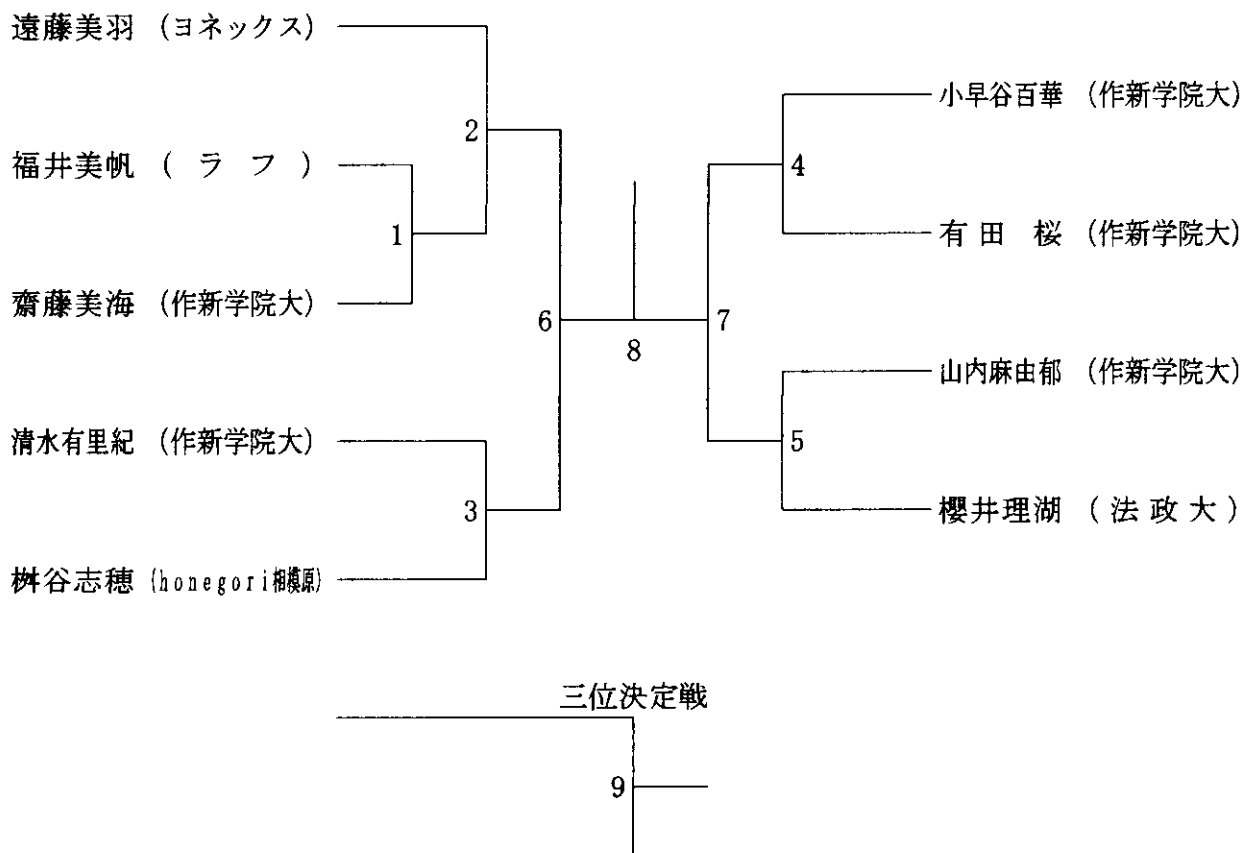 遠藤美羽 (ヨネックス)
福井美帆 (ラフ)
齋藤美海 (作新学院大)
清水有里紀 (作新学院大)
桝谷志穂 (honegori相模原)
1
2
3
6
8
7
4
5
小早谷百華 (作新学院大)
有田 桜 (作新学院大)
山内麻由郁 (作新学院大)
櫻井理湖 (法政大)
三位決定戦
9